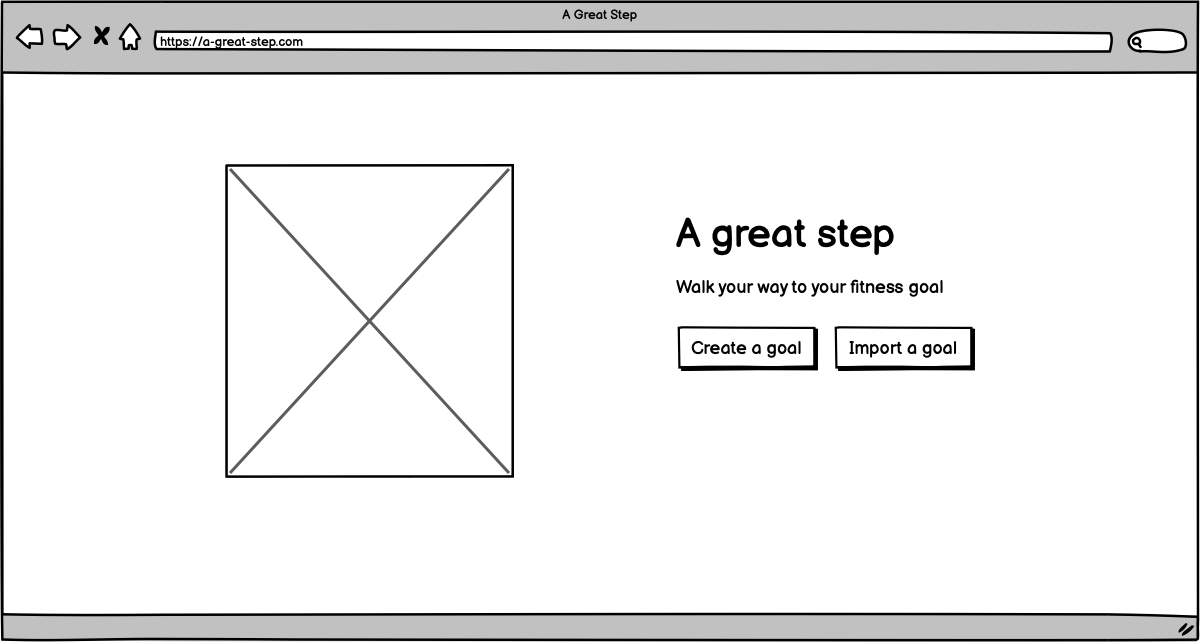 A Great Step
https://a-great-step.com
A great step
Walk your way to your fitness goal
Create a goal
Import a goal